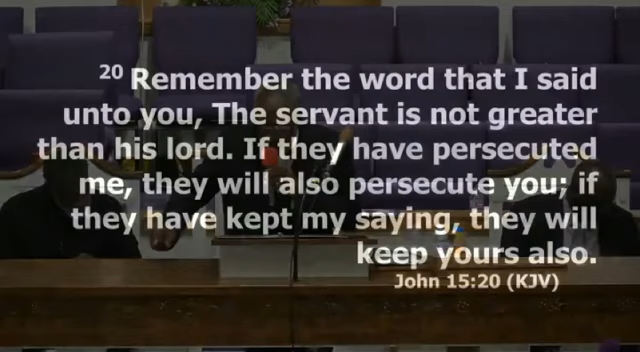 20 Remember the word that I said
unto you, The servant is not greater
than his lord. If they have persecuted
me, they will also persecute you; if
they have kept my saying, they will
keep yours also.
John 15:20 (KJV)